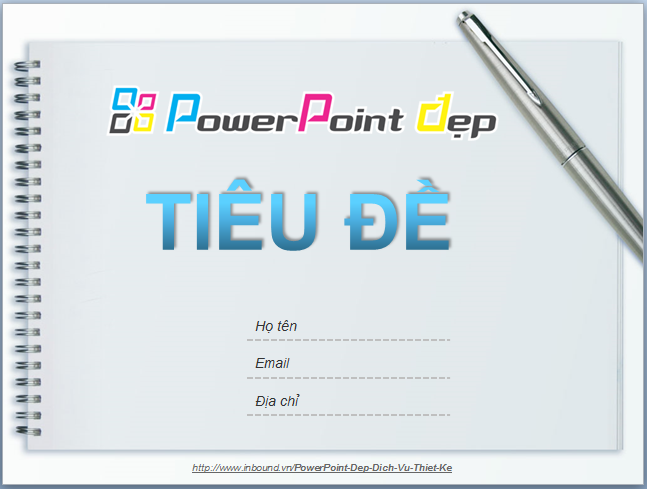 PowerPoint đẹp
TIÊU ĐỀ
Họ tên
Email
Địa chỉ
http://www.inbound.vn/PowerPoint-Dep-Dich-Vu-Thiet-Ke